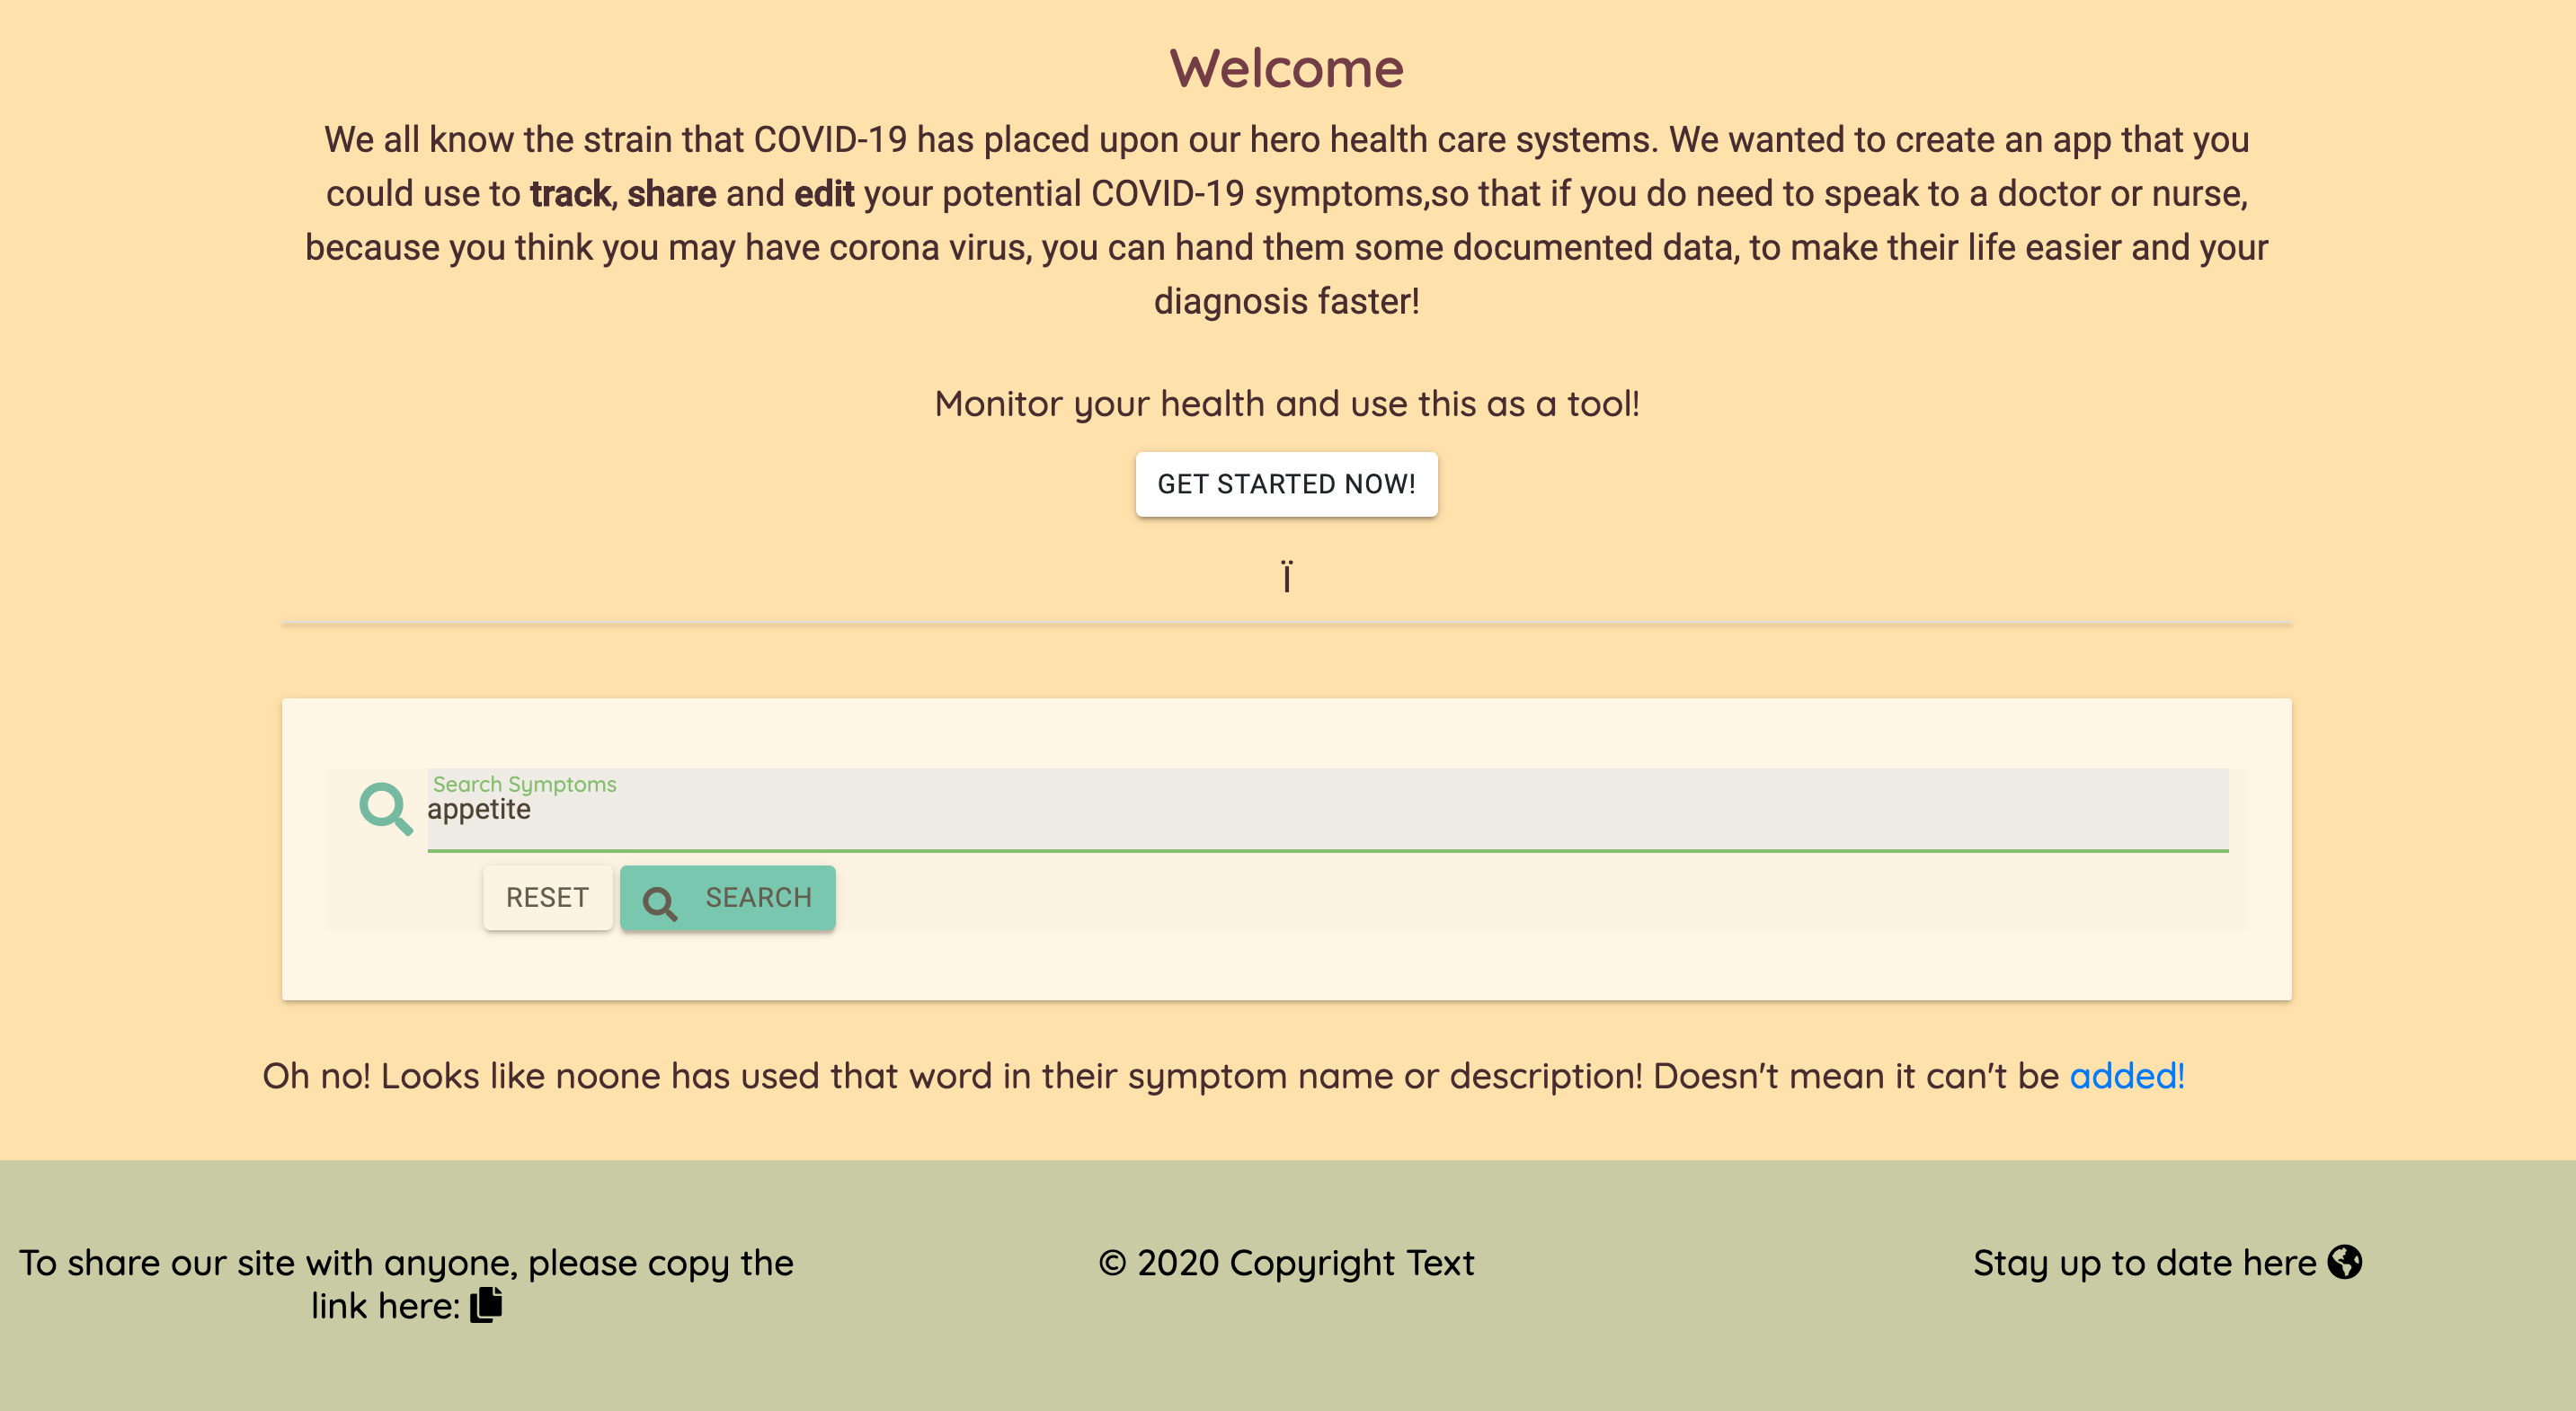 Welcome
We all know the strain that COVID-19 has placed upon our hero health care systems. We wanted to create an app that you
could use to track, share and edit your potential COVID-19 symptoms,so that if you do need to speak to a doctor or nurse,
because you think you may have corona virus, you can hand them some documented data, to make their life easier and your
diagnosis faster!
Monitor your health and use this as a tool!
GET STARTED NOW!
Ï
Search Symptoms
appetite
RESET
SEARCH
Oh no! Looks like noone has used that word in their symptom name or description! Doesn't mean it can't be added!
To share our site with anyone, please copy the
link here:
© 2020 Copyright Text
Stay up to date here